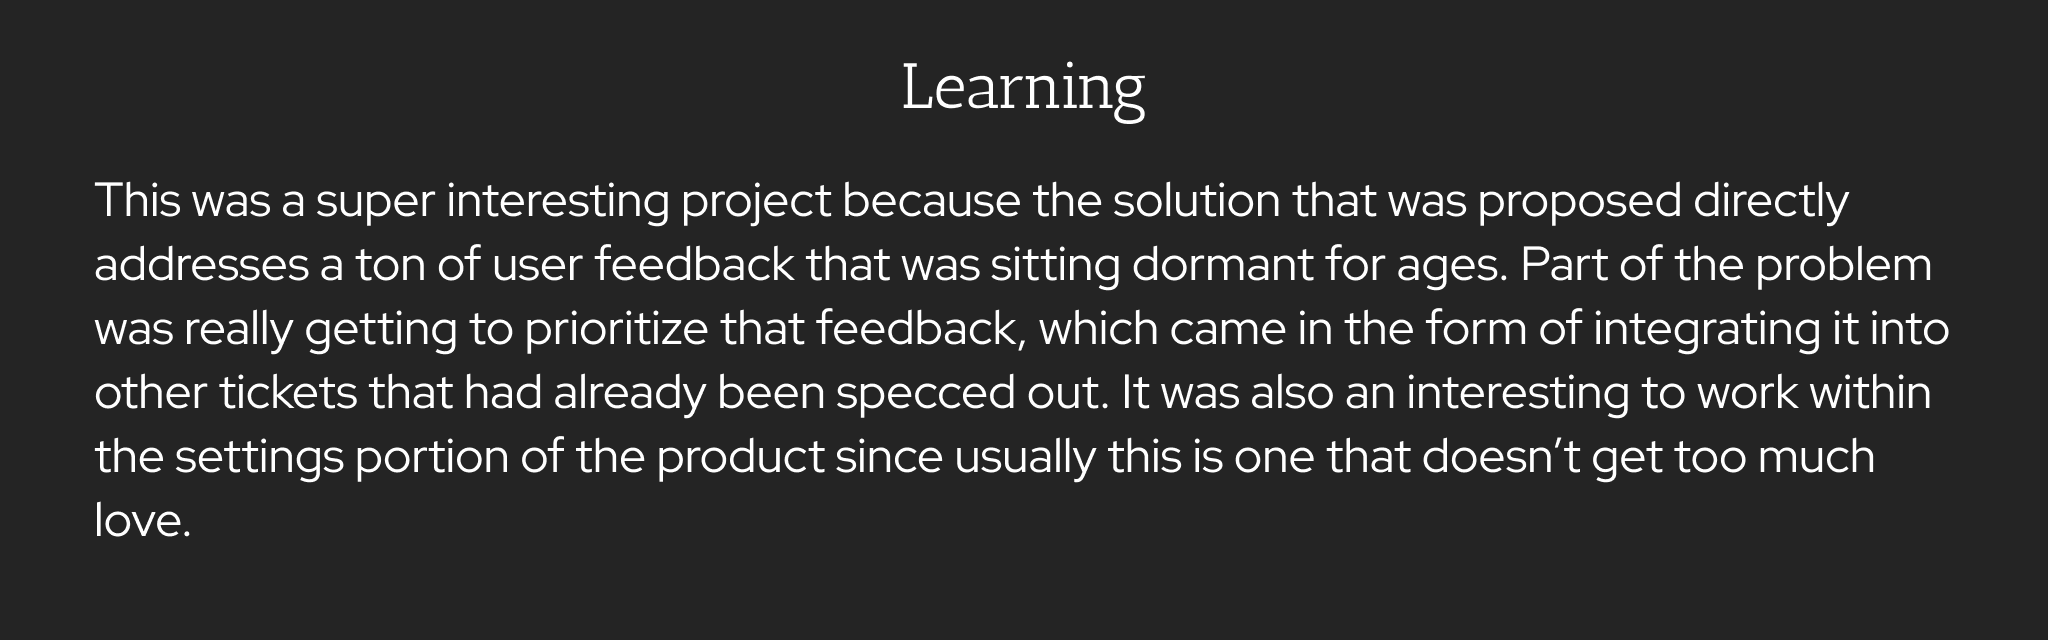 Learning
This was a super interesting project because the solution that was proposed directly
addresses a ton of user feedback that was sitting dormant for ages. Part of the problem
was really getting to prioritize that feedback, which came in the form of integrating it into
other tickets that had already been specced out. It was also an interesting to work within
the settings portion of the product since usually this is one that doesn’t get too much
love.